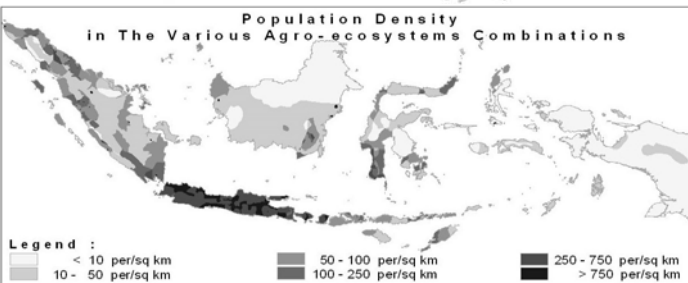 Population Density
in The Various Agro-ecosystems Combinations
Legend :
< 10 per/sq km
10 - 50 per/sq km
50 - 100 per/sq km
100 - 250 per/sq km
250 - 750 per/sq km
> 750 per/sq km